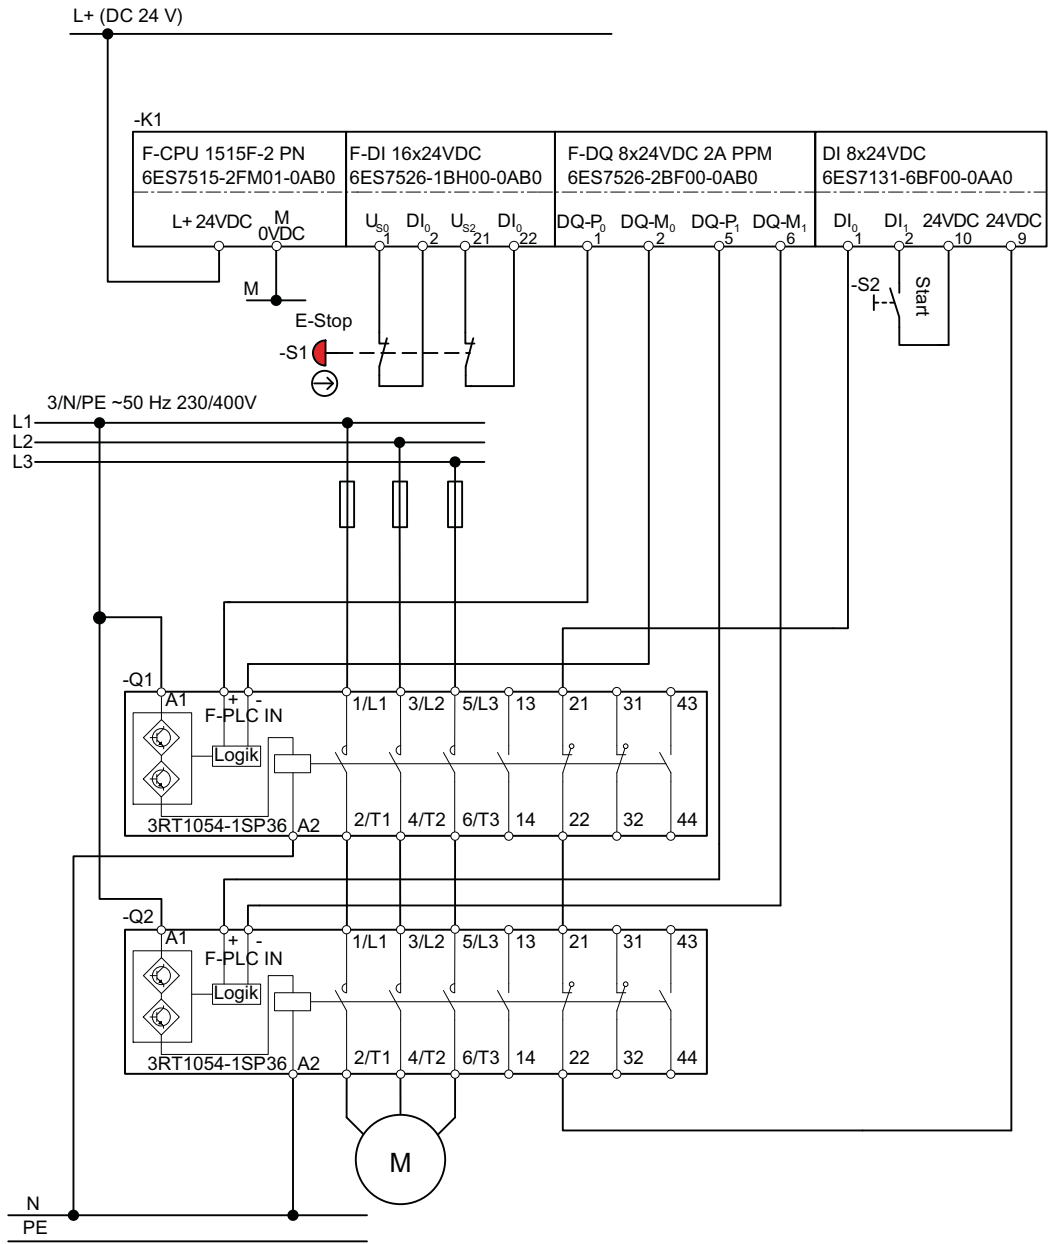 L+ (DC 24 V)
-K1
F-CPU 1515F-2 PN
6ES7515-2FM01-0AB0
F-DI 16x24VDC
6ES7526-1BH00-0AB0
F-DQ 8x24VDC 2A PPM
6ES7526-2BF00-0AB0
DI 8x24VDC
6ES7131-6BF00-0AA0
L+ 24VDC M 0VDC US0 DI0 US2 DI0 DQ-P0 DQ-M0 DQ-P1 DQ-M1 DI0 DI1 24VDC 24VDC
1 2 21 22 1 2 5 6 1 2 10 9
M
-S2
Start
E-Stop
-S1
3/N/PE ~50 Hz 230/400V
L1
L2
L3
-Q1
A1 + - 1/L1 3/L2 5/L3 13 21 31 43
F-PLC IN
Logik
3RT1054-1SP36 A2 2/T1 4/T2 6/T3 14 22 32 44
-Q2
A1 + - 1/L1 3/L2 5/L3 13 21 31 43
F-PLC IN
Logik
3RT1054-1SP36 A2 2/T1 4/T2 6/T3 14 22 32 44
M
N
PE